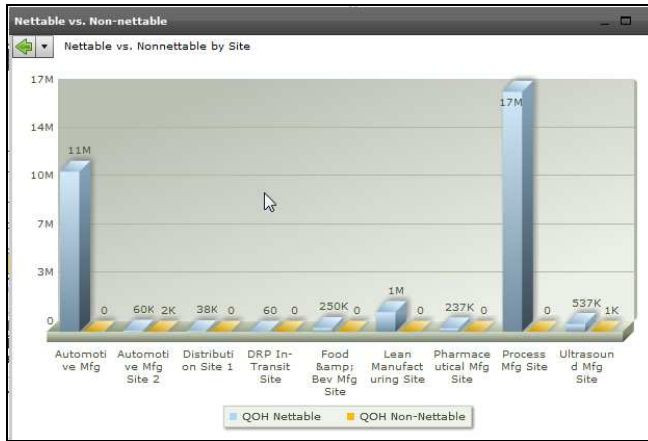 Nettable vs. Non-nettable
Nettable vs. Nonnettable by Site
17M
14M
10M
7M
3M
0
11M
0
60K
2K
38K
0
60
0
250K
0
1M
0
237K
0
17M
0
537K
1K
Automoti
ve Mfg
Automoti
ve Mfg
Site 2
Distributi
on Site 1
DRP In-
Transit
Site
Food
&amp;
Bev Mfg
Site
Lean
Manufact
uring Site
Pharmace
utical Mfg
Site
Process
Mfg Site
Ultrasoun
d Mfg
Site
QOH Nettable
QOH Non-Nettable